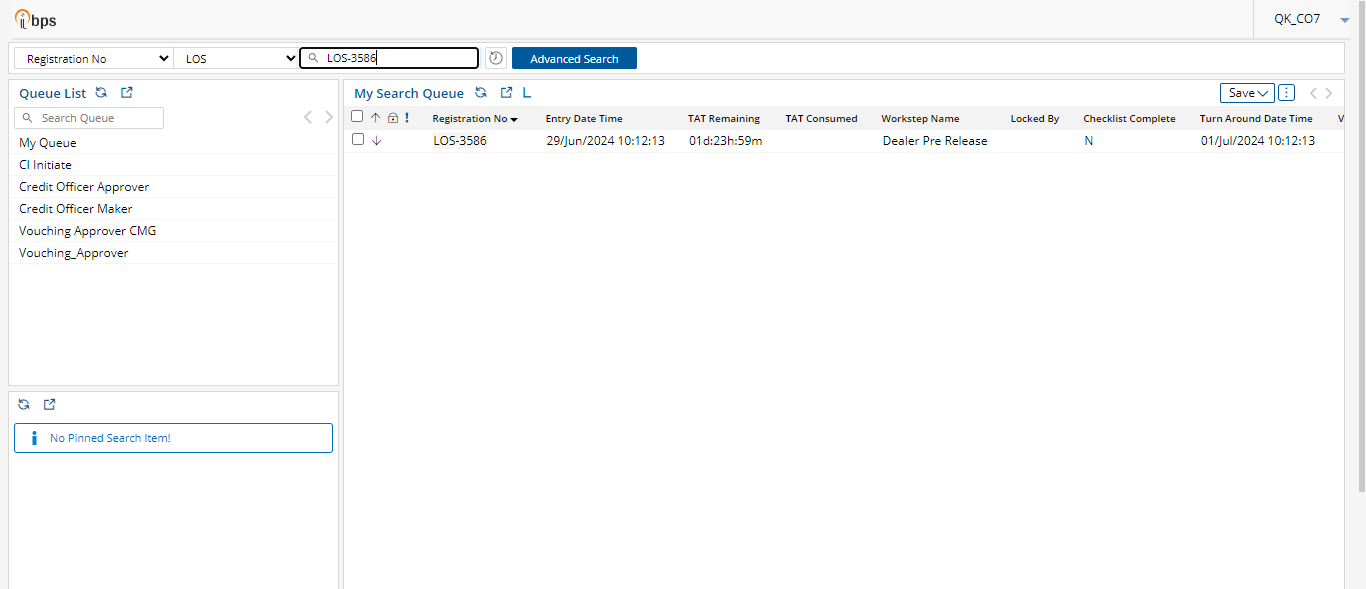 ibps
QK_CO7
Registration No LOS LOS-3586 Advanced Search
Queue List
Search Queue
My Queue
CI Initiate
Credit Officer Approver
Credit Officer Maker
Vouching Approver CMG
Vouching_Approver
No Pinned Search Item!
My Search Queue L Save
Registration No Entry Date Time TAT Remaining TAT Consumed Workstep Name Locked By Checklist Complete Turn Around Date Time V
LOS-3586 29/Jun/2024 10:12:13 01d:23h:59m Dealer Pre Release N 01/Jul/2024 10:12:13